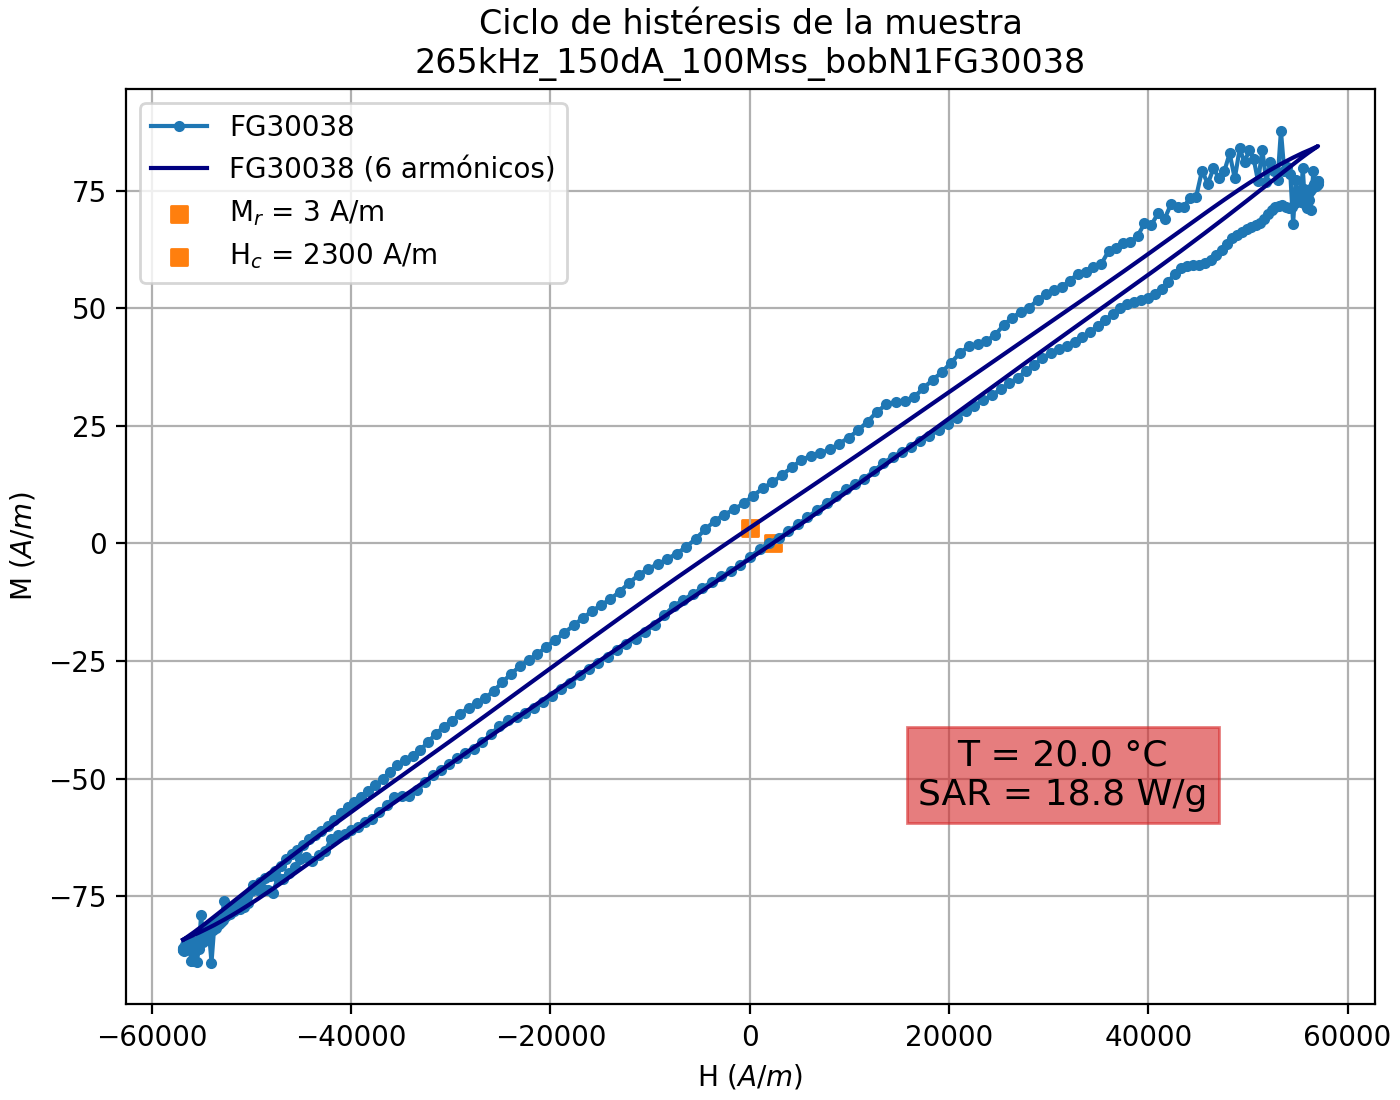 Ciclo de histéresis de la muestra
265kHz_150dA_100Mss_bobN1FG30038
FG30038
FG30038 (6 armónicos)
Mᵣ = 3 A/m
H_c = 2300 A/m
75
50
25
0
−25
−50
−75
M (A/m)
T = 20.0 °C
SAR = 18.8 W/g
−60000 −40000 −20000 0 20000 40000 60000
H (A/m)